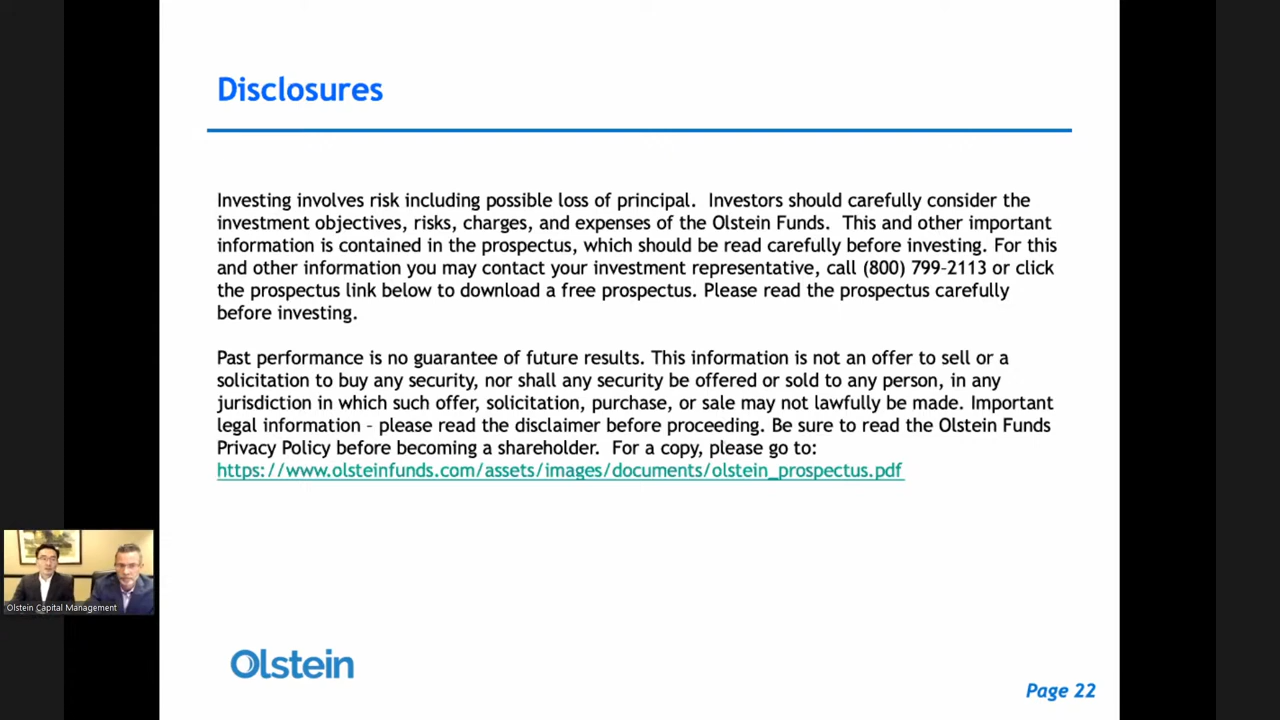 Disclosures
Investing involves risk including possible loss of principal.  Investors should carefully consider the
investment objectives, risks, charges, and expenses of the Olstein Funds.  This and other important
information is contained in the prospectus, which should be read carefully before investing. For this
and other information you may contact your investment representative, call (800) 799-2113 or click
the prospectus link below to download a free prospectus. Please read the prospectus carefully
before investing.
Past performance is no guarantee of future results. This information is not an offer to sell or a
solicitation to buy any security, nor shall any security be offered or sold to any person, in any
jurisdiction in which such offer, solicitation, purchase, or sale may not lawfully be made. Important
legal information – please read the disclaimer before proceeding. Be sure to read the Olstein Funds
Privacy Policy before becoming a shareholder.  For a copy, please go to:
https://www.olsteinfunds.com/assets/images/documents/olstein_prospectus.pdf
Olstein Capital Management
Olstein
Page 22